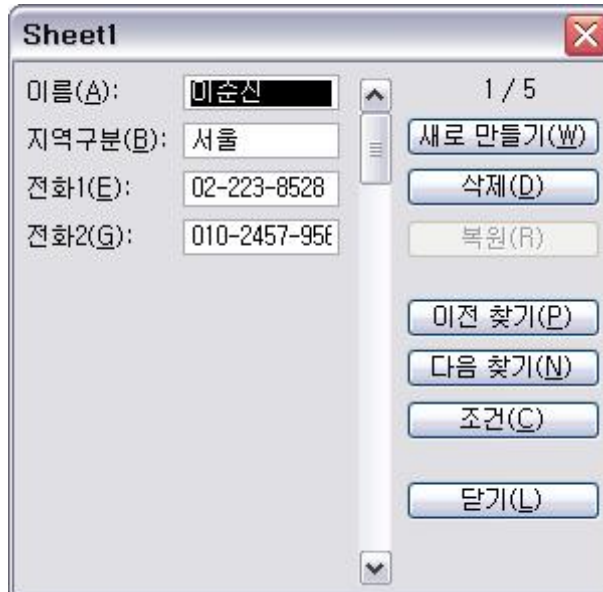 Sheet1
이름(A): 이순신
지역구분(B): 서울
전화1(E): 02-223-8528
전화2(G): 010-2457-956
1 / 5
새로 만들기(W)
삭제(D)
복원(R)
이전 찾기(P)
다음 찾기(N)
조건(C)
닫기(L)